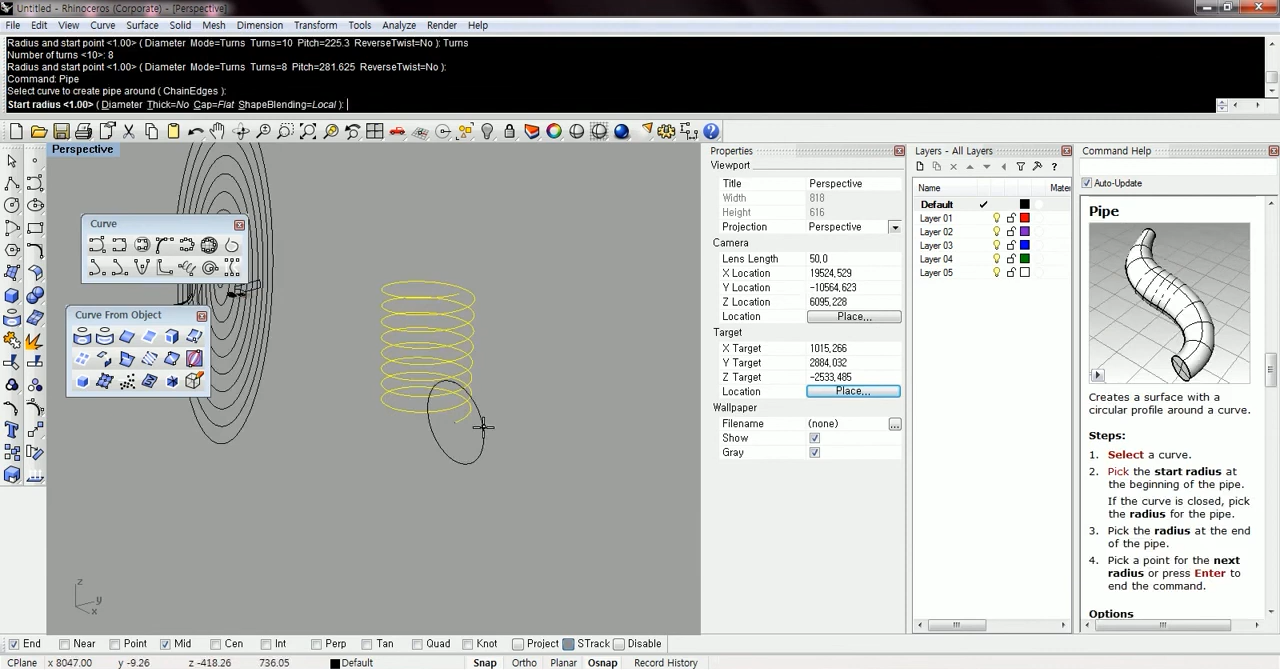 Untitled - Rhinoceros (Corporate) - [Perspective]
File Edit View Curve Surface Solid Mesh Dimension Transform Tools Analyze Render Help
Radius and start point <1.00> ( Diameter Mode=Turns Turns=10 Pitch=225.3 ReverseTwist=No ): Turns
Number of turns <10>: 8
Radius and start point <1.00> ( Diameter Mode=Turns Turns=8 Pitch=281.625 ReverseTwist=No ):
Command: Pipe
Select curve to create pipe around ( ChainEdges ):
Start radius <1.00> ( Diameter Thick=No Cap=Flat ShapeBlending=Local ):
Perspective
Curve
Curve From Object
z
y
x
Properties
Viewport
Title Perspective
Width 818
Height 616
Projection Perspective
Camera
Lens Length 50,0
X Location 19524,529
Y Location -10564,623
Z Location 6095,228
Location Place...
Target
X Target 1015,266
Y Target 2884,032
Z Target -2533,485
Location Place...
Wallpaper
Filename (none) ...
Show
Gray
Layers - All Layers
Name Mater
Default
Layer 01
Layer 02
Layer 03
Layer 04
Layer 05
Command Help
Auto-Update
Pipe
Creates a surface with a
circular profile around a curve.
Steps:
1. Select a curve.
2. Pick the start radius at
the beginning of the pipe.
If the curve is closed, pick
the radius for the pipe.
3. Pick the radius at the end
of the pipe.
4. Pick a point for the next
radius or press Enter to
end the command.
Options
End Near Point Mid Cen Int Perp Tan Quad Knot Project STrack Disable
CPlane x 8047.00 y -9.26 z -418.26 736.05 Default Snap Ortho Planar Osnap Record History